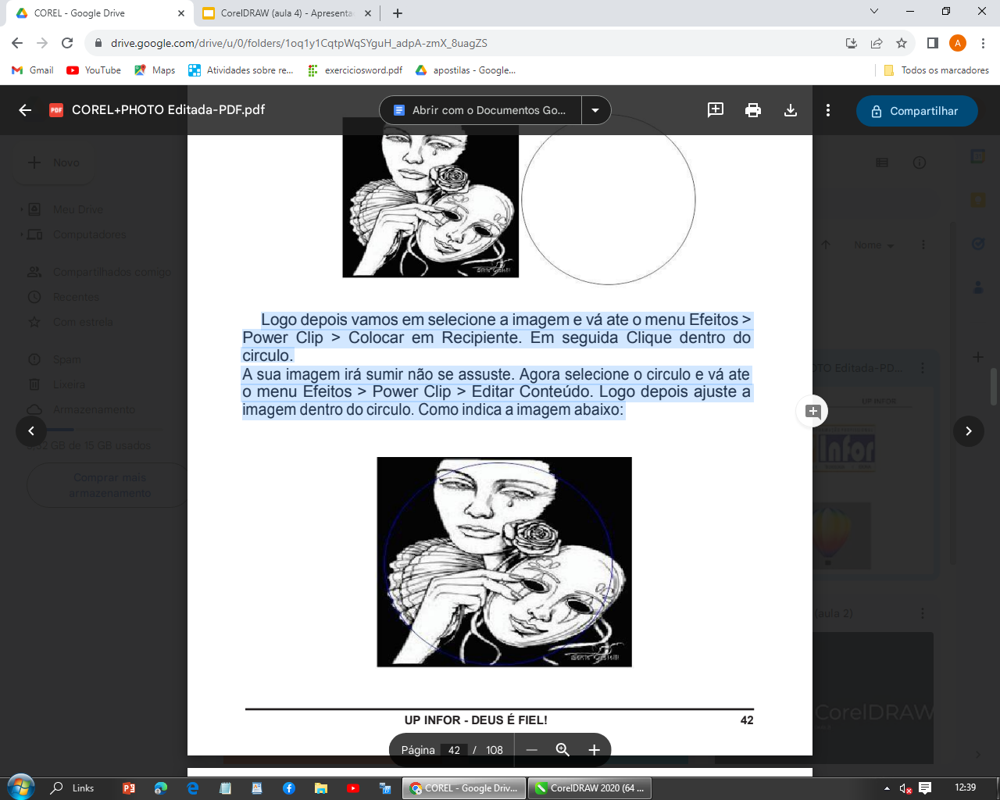 COREL - Google Drive
CorelDRAW (aula 4) - Apresenta
drive.google.com/drive/u/0/folders/1oq1y1CqtpWqSYguH_adpA-zmX_8uagZS
A
Gmail
YouTube
Maps
Atividades sobre re...
exerciciosword.pdf
apostilas - Google...
Todos os marcadores
PDF
COREL+PHOTO Editada-PDF.pdf
Abrir com o Documentos Go...
Compartilhar
Novo
Meu Drive
Computadores
Nome
Compartilhados comigo
Recentes
Com estrela
Logo depois vamos em selecione a imagem e vá ate o menu Efeitos >
Power Clip > Colocar em Recipiente. Em seguida Clique dentro do
circulo.
A sua imagem irá sumir não se assuste. Agora selecione o circulo e vá ate
o menu Efeitos > Power Clip > Editar Conteúdo. Logo depois ajuste a
imagem dentro do circulo. Como indica a imagem abaixo:
Spam
Lixeira
Armazenamento
GB de 15 GB usados
Comprar mais
armazenamento
OTO Editada-PD...
UP INFOR
Infor
(aula 2)
CorelDRAW
UP INFOR - DEUS É FIEL!
42
Página 42 / 108
Links
COREL - Google Driv...
CorelDRAW 2020 (64 ...
12:39